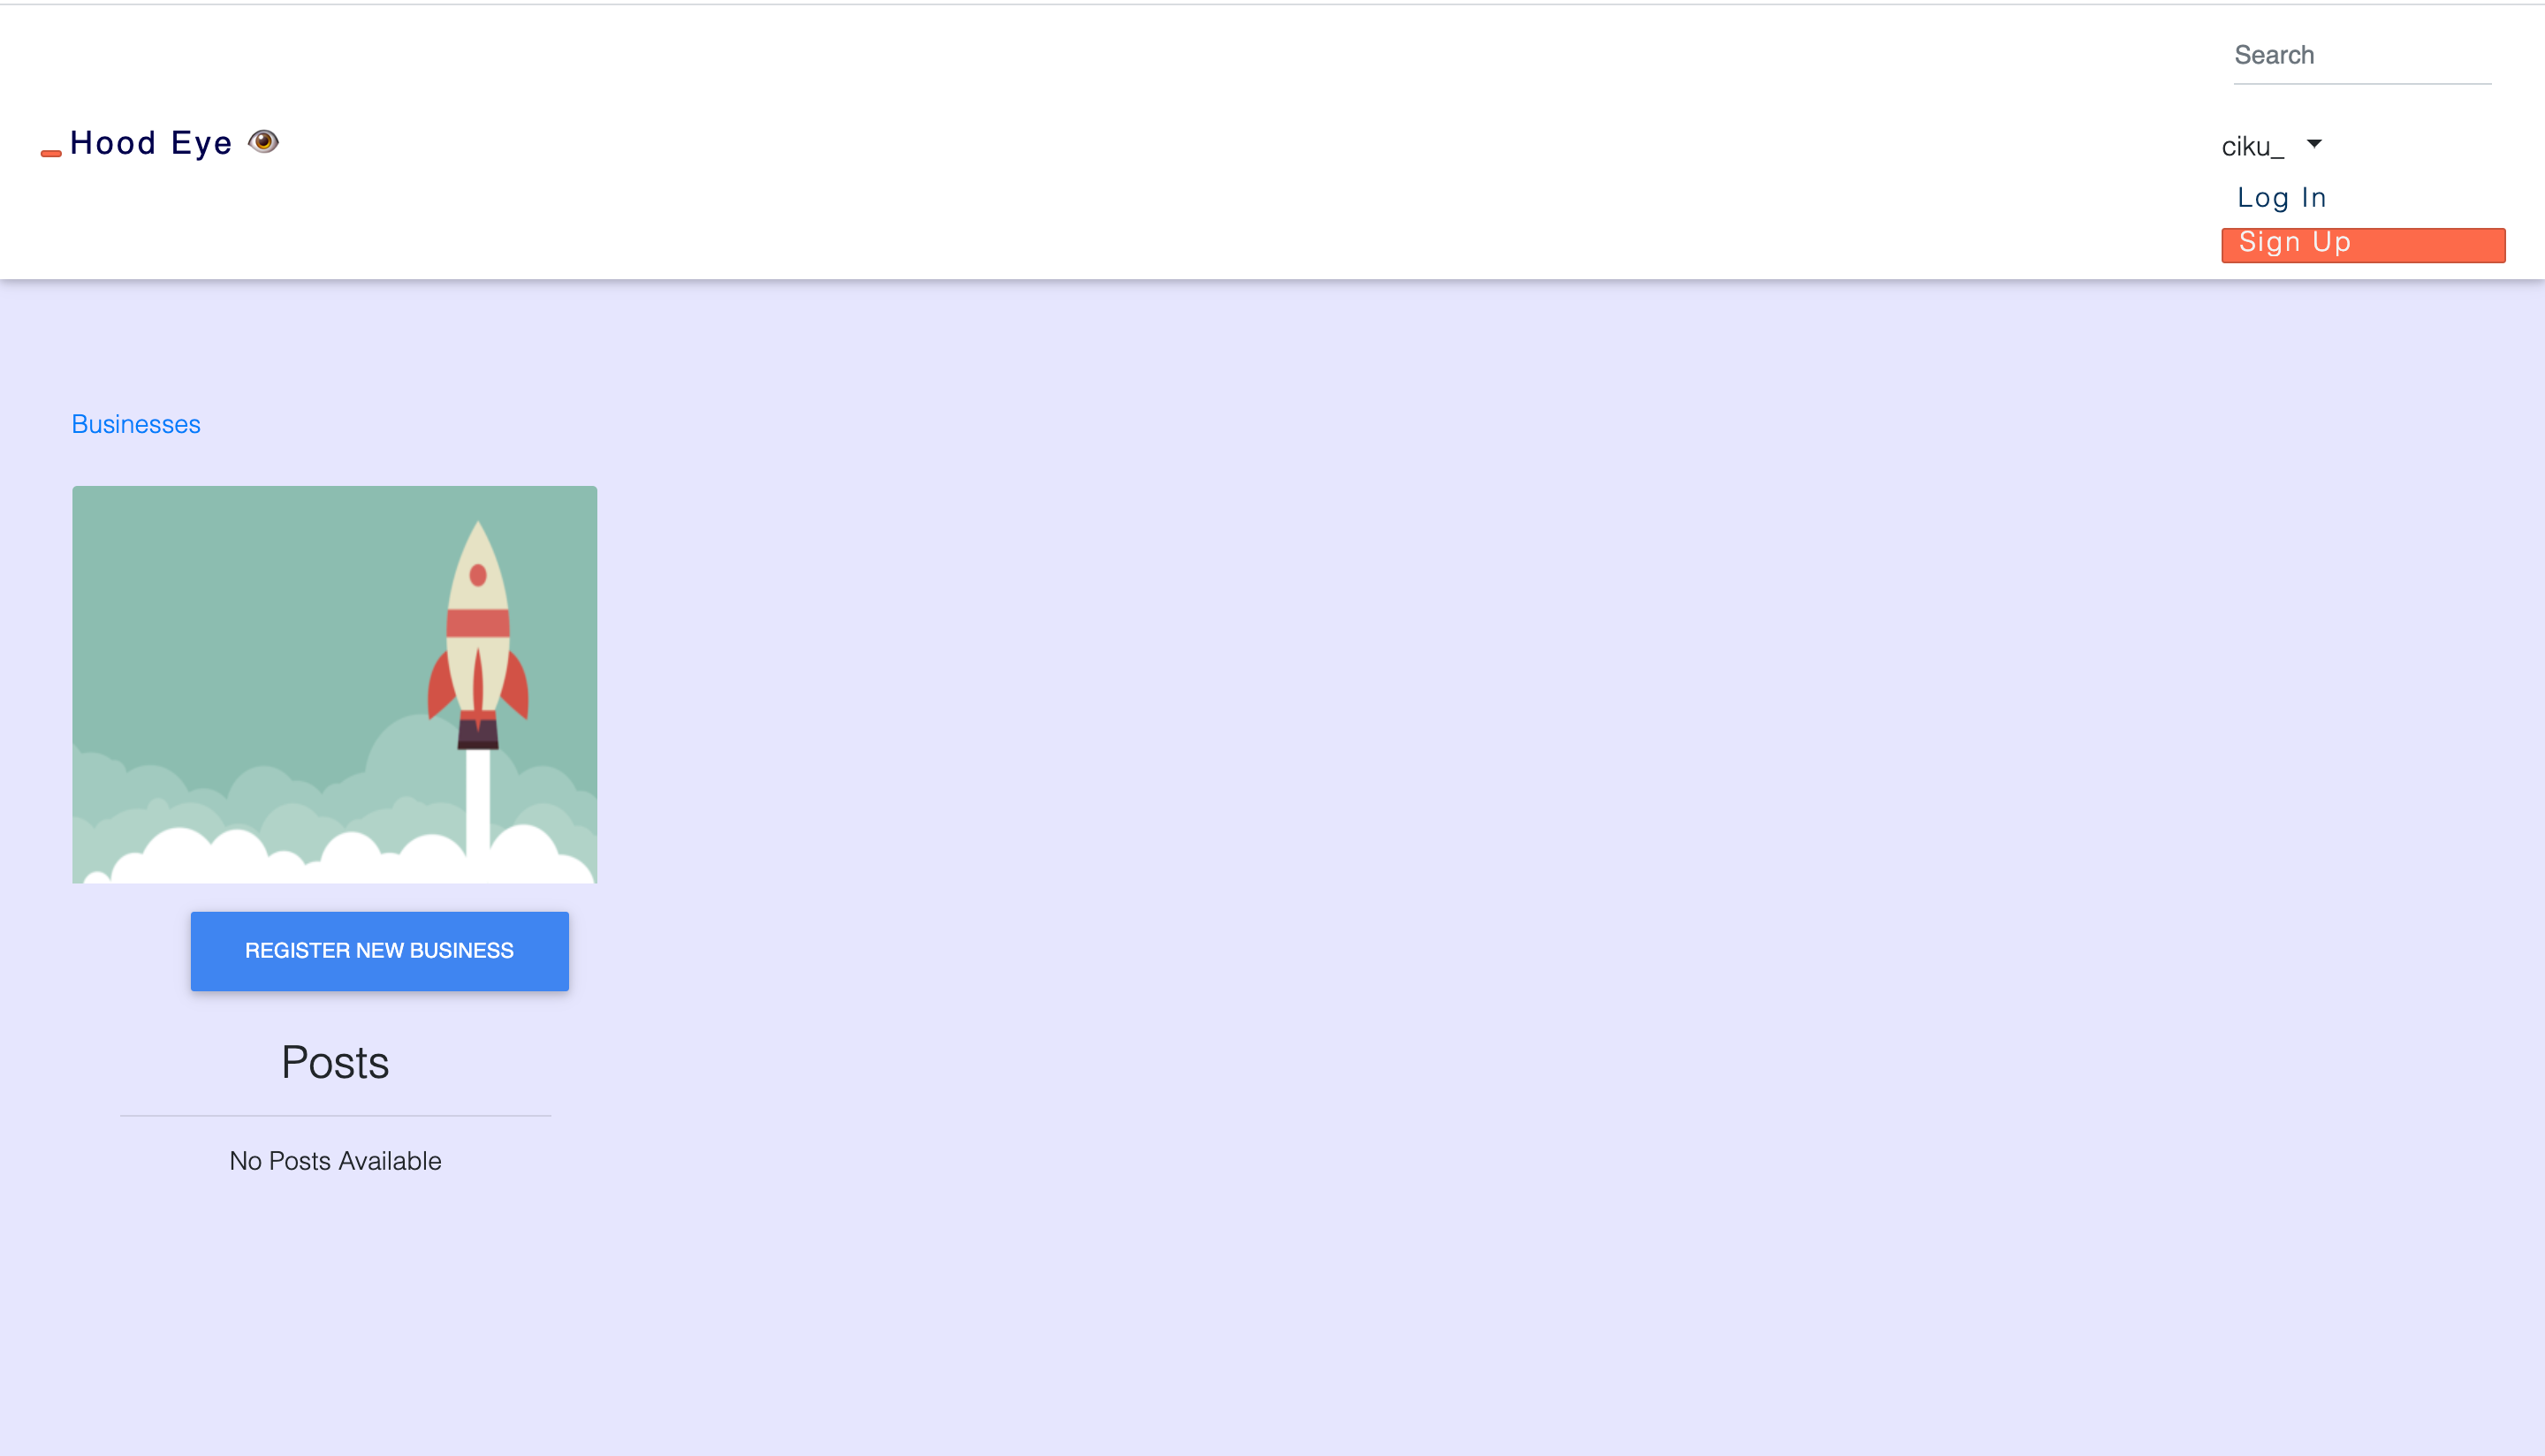 Search
Hood Eye 👁
ciku_
Log In
Sign Up
Businesses
REGISTER NEW BUSINESS
Posts
No Posts Available